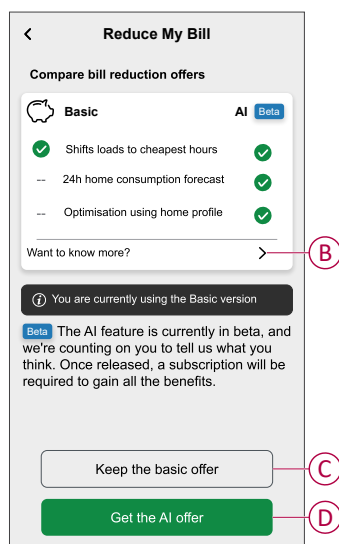 Reduce My Bill
Compare bill reduction offers
Basic AI Beta
Shifts loads to cheapest hours
-- 24h home consumption forecast
-- Optimisation using home profile
Want to know more?
B
You are currently using the Basic version
Beta The AI feature is currently in beta, and
we're counting on you to tell us what you
think. Once released, a subscription will be
required to gain all the benefits.
Keep the basic offer
C
Get the AI offer
D